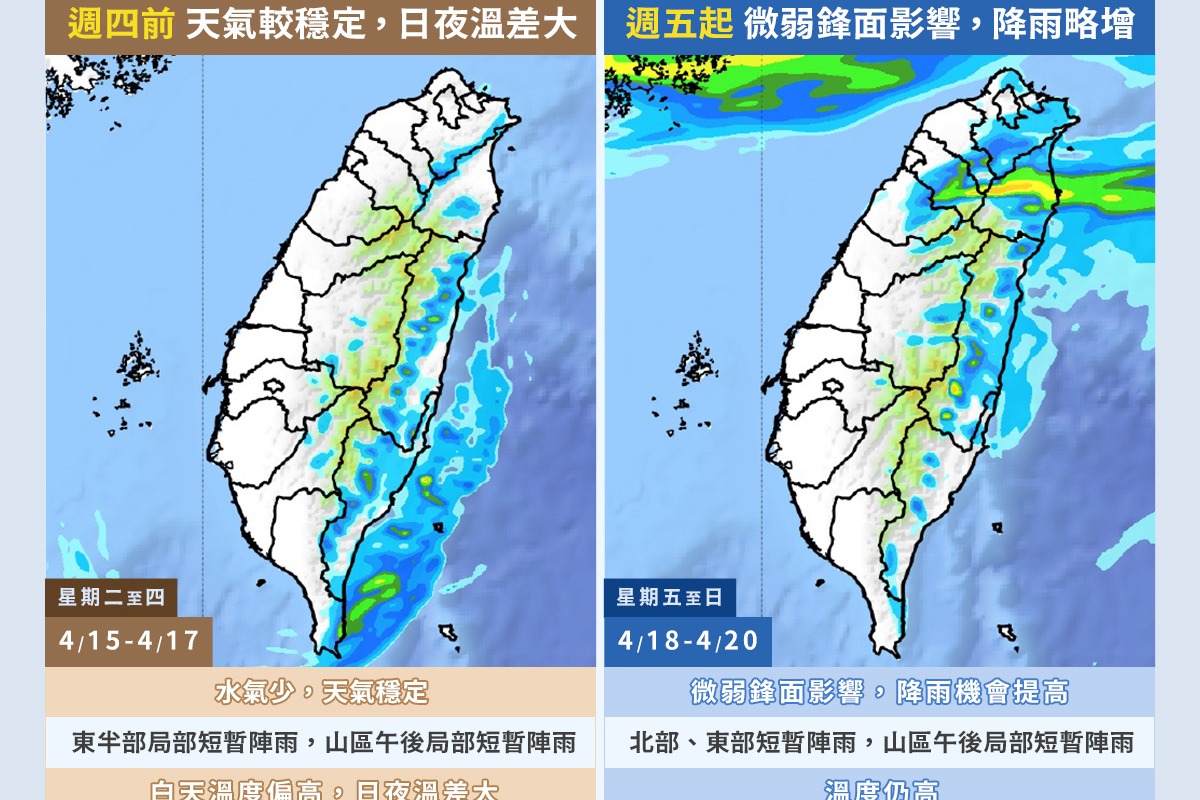 週四前 天氣較穩定，日夜溫差大
星期二至四
4/15-4/17
水氣少，天氣穩定
東半部局部短暫陣雨，山區午後局部短暫陣雨
白天溫度偏高，日夜溫差大
週五起 微弱鋒面影響，降雨略增
星期五至日
4/18-4/20
微弱鋒面影響，降雨機會提高
北部、東部短暫陣雨，山區午後局部短暫陣雨
溫度仍高